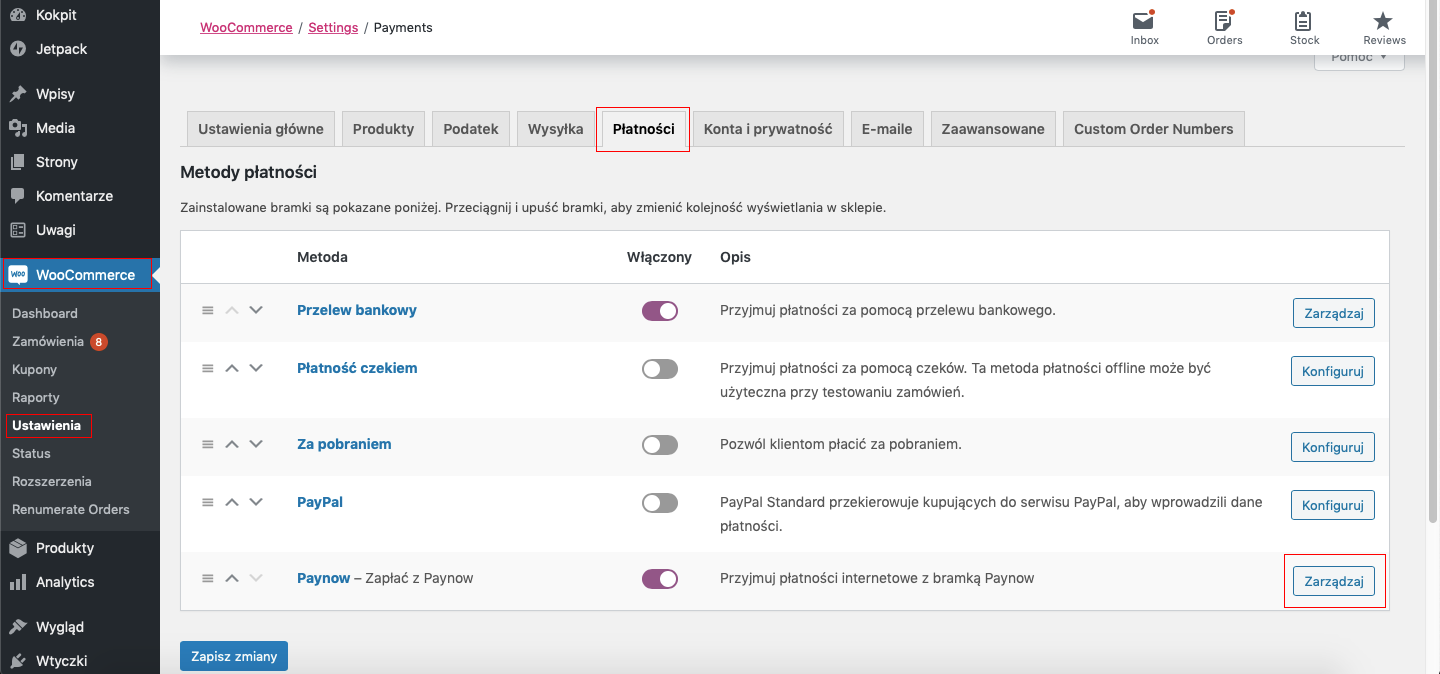 Kokpit
Jetpack
Wpisy
Media
Strony
Komentarze
Uwagi
Woo WooCommerce
Dashboard
Zamówienia 8
Kupony
Raporty
Ustawienia
Status
Rozszerzenia
Renumerate Orders
Produkty
Analytics
Wygląd
Wtyczki
WooCommerce / Settings / Payments
Inbox Orders Stock Reviews
Pomoc
Ustawienia główne Produkty Podatek Wysyłka Płatności Konta i prywatność E-maile Zaawansowane Custom Order Numbers
Metody płatności
Zainstalowane bramki są pokazane poniżej. Przeciągnij i upuść bramki, aby zmienić kolejność wyświetlania w sklepie.
Metoda Włączony Opis
Przelew bankowy Przyjmuj płatności za pomocą przelewu bankowego. Zarządzaj
Płatność czekiem Przyjmuj płatności za pomocą czeków. Ta metoda płatności offline może być Konfiguruj
użyteczna przy testowaniu zamówień.
Za pobraniem Pozwól klientom płacić za pobraniem. Konfiguruj
PayPal PayPal Standard przekierowuje kupujących do serwisu PayPal, aby wprowadzili dane Konfiguruj
płatności.
Paynow – Zapłać z Paynow Przyjmuj płatności internetowe z bramką Paynow Zarządzaj
Zapisz zmiany